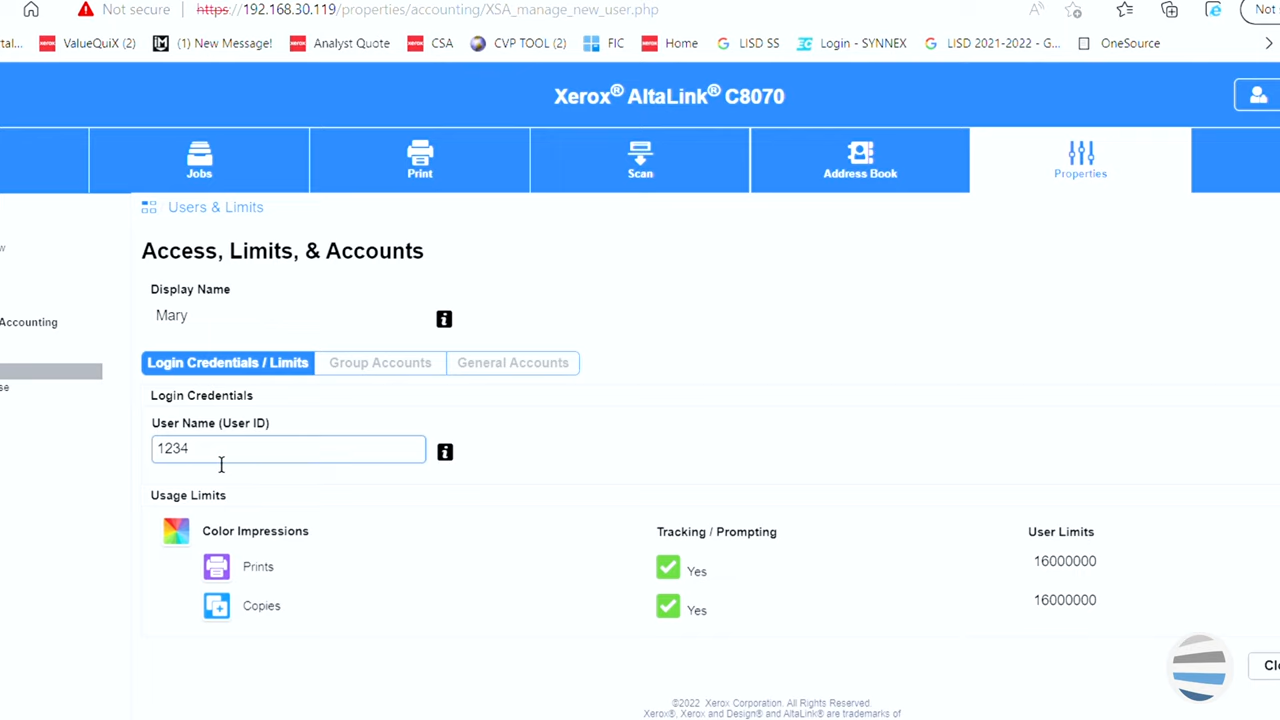 Not secure https://192.168.30.119/properties/accounting/XSA_manage_new_user.php A Not
tal... ValueQuiX (2) (1) New Message! Analyst Quote CSA CVP TOOL (2) FIC Home LISD SS Login - SYNNEX LISD 2021-2022 - G... OneSource
Xerox® AltaLink® C8070
Jobs Print Scan Address Book Properties
Users & Limits
Access, Limits, & Accounts
Display Name
Accounting
Mary
Login Credentials / Limits Group Accounts General Accounts
Login Credentials
User Name (User ID)
1234
Usage Limits
Color Impressions Tracking / Prompting User Limits
Prints Yes 16000000
Copies Yes 16000000
Clo
©2022 Xerox Corporation. All Rights Reserved.
Xerox®, Xerox and Design® and AltaLink® are trademarks of